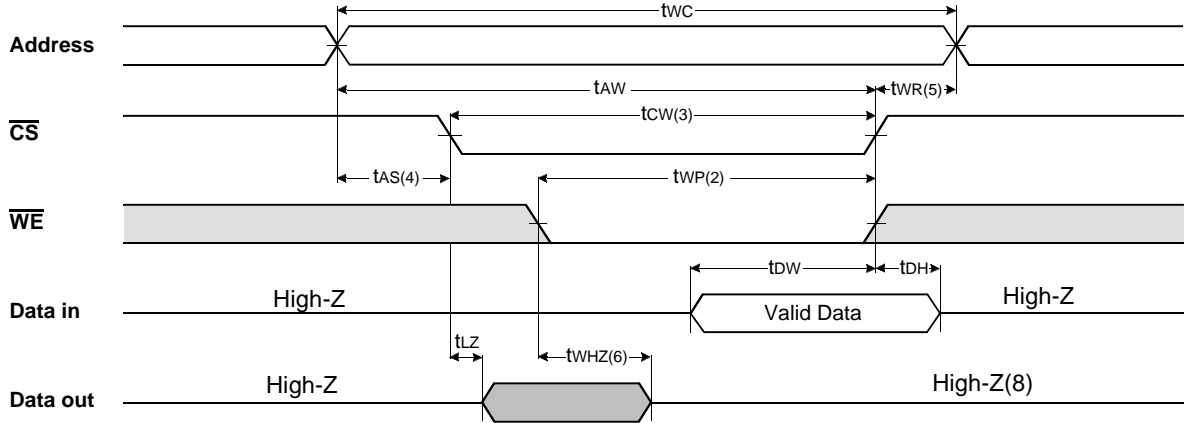 tWC
Address
tAW
tWR(5)
tCW(3)
CS
tAS(4)
tWP(2)
WE
tDW
tDH
High-Z
High-Z
Data in
Valid Data
tLZ
tWHZ(6)
High-Z
High-Z(8)
Data out